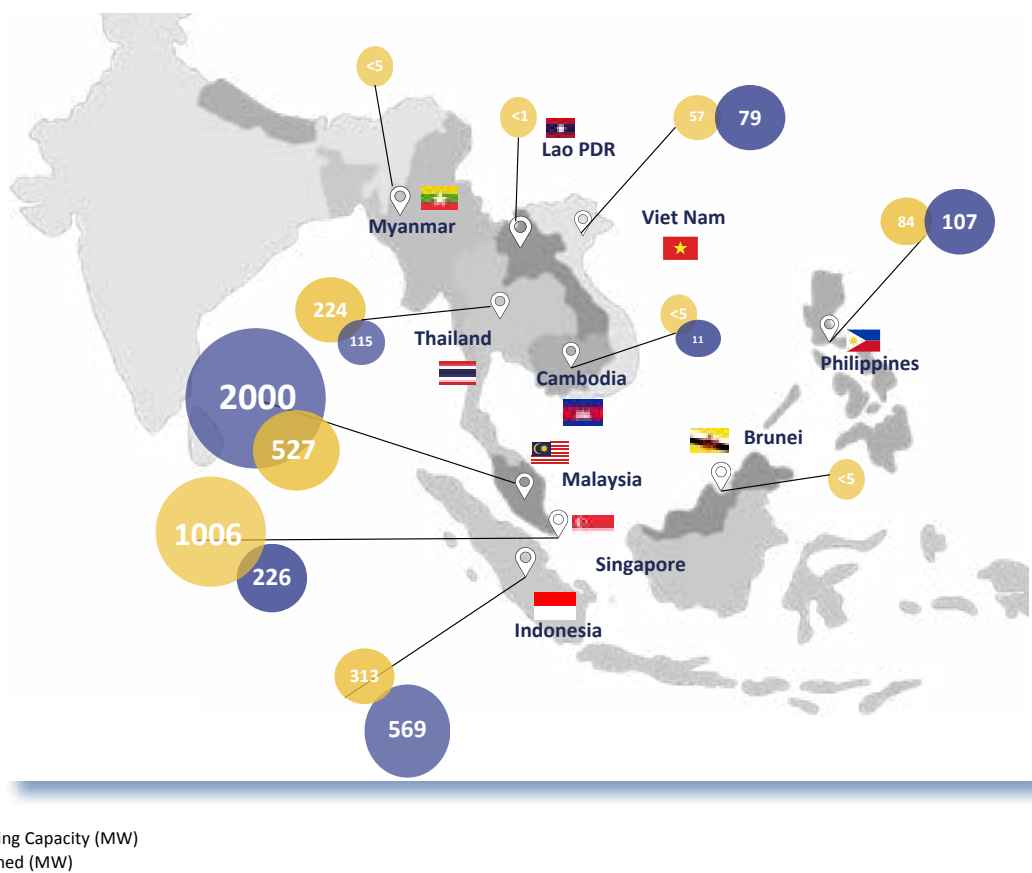 <5
<1
Lao PDR
57
79
Myanmar
Viet Nam
84
107
224
115
Thailand
<5
11
Cambodia
Philippines
2000
527
Brunei
Malaysia
<5
1006
226
Singapore
Indonesia
313
569
ing Capacity (MW)
ned (MW)